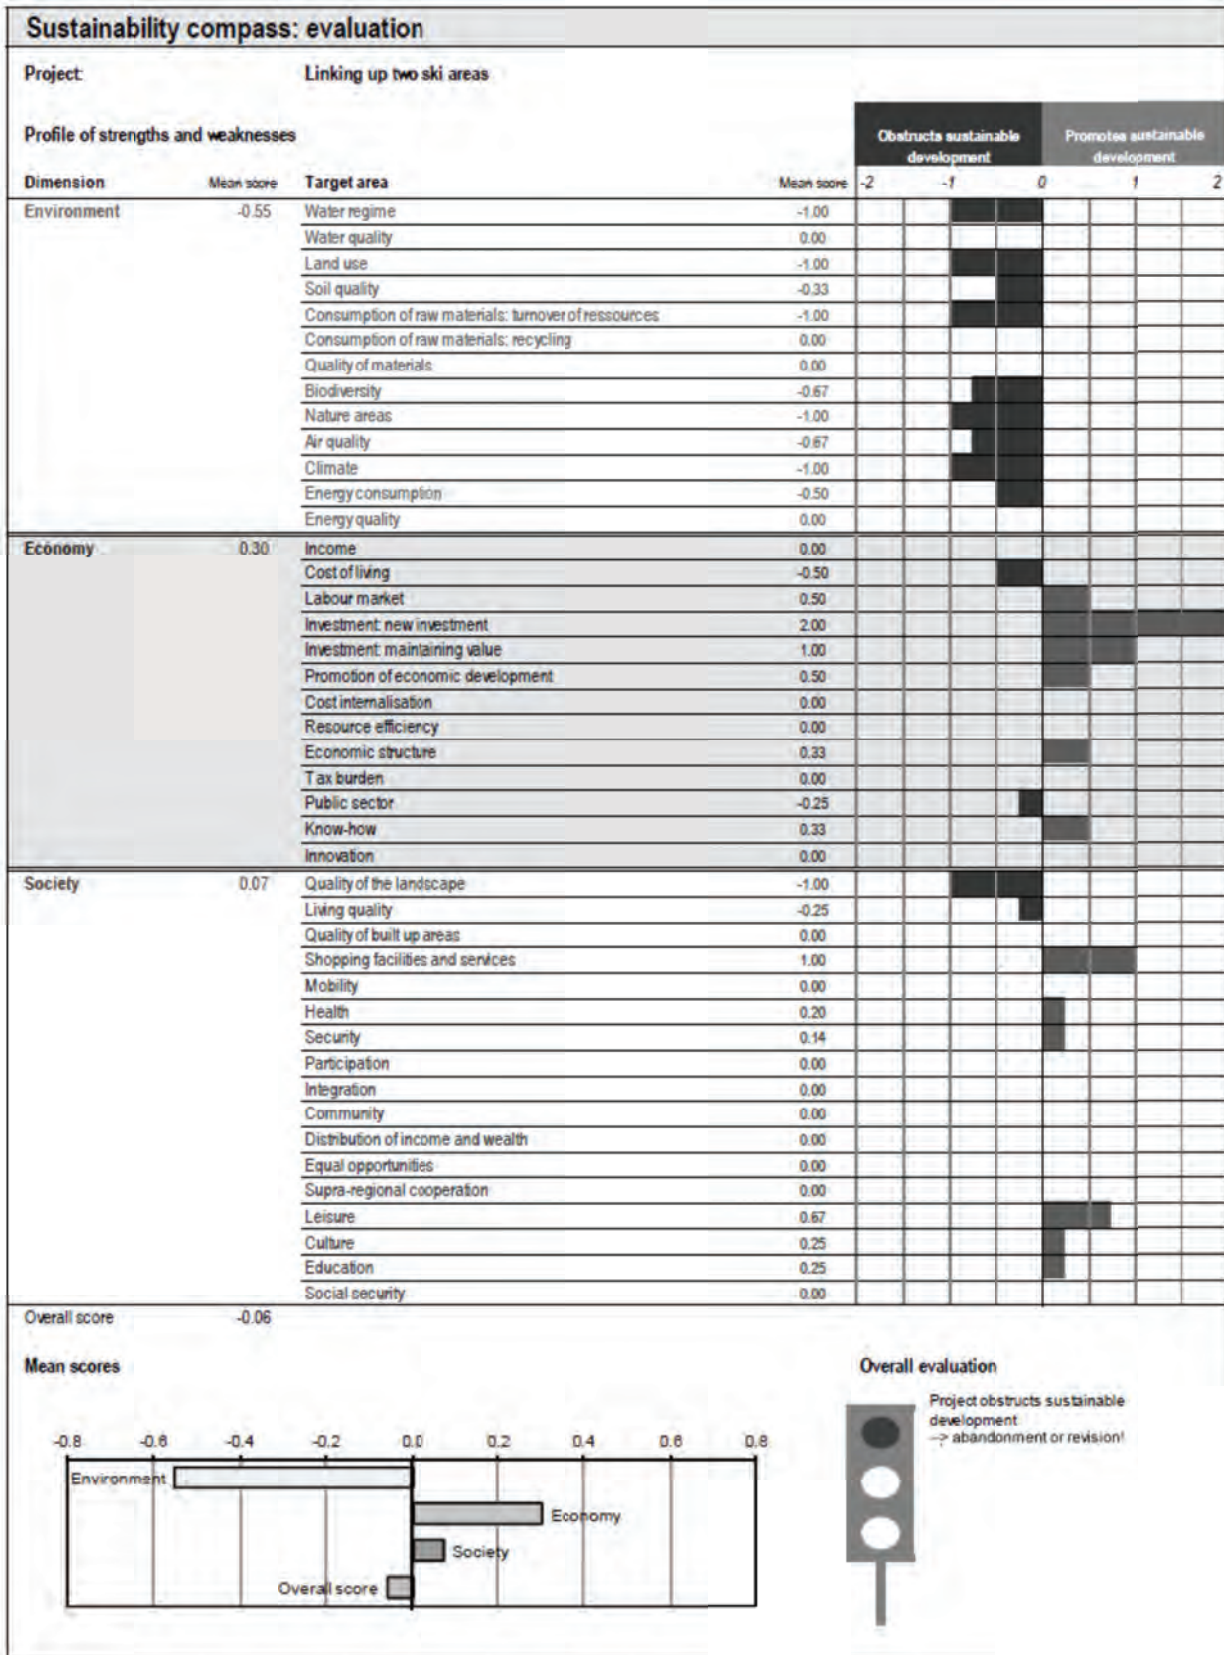 Sustainability compass: evaluation
Project: Linking up two ski areas
Profile of strengths and weaknesses
Obstructs sustainable development Promotes sustainable development
Dimension Mean score Target area Mean score -2 -1 0 1 2
Environment -0.55 Water regime -1.00
Water quality 0.00
Land use -1.00
Soil quality -0.33
Consumption of raw materials: turnover of ressources -1.00
Consumption of raw materials: recycling 0.00
Quality of materials 0.00
Biodiversity -0.67
Nature areas -1.00
Air quality -0.67
Climate -1.00
Energy consumption -0.50
Energy quality 0.00
Economy 0.30 Income 0.00
Cost of living -0.50
Labour market 0.50
Investment: new investment 2.00
Investment: maintaining value 1.00
Promotion of economic development 0.50
Cost internalisation 0.00
Resource efficiency 0.00
Economic structure 0.33
Tax burden 0.00
Public sector -0.25
Know-how 0.33
Innovation 0.00
Society 0.07 Quality of the landscape -1.00
Living quality -0.25
Quality of built up areas 0.00
Shopping facilities and services 1.00
Mobility 0.00
Health 0.20
Security 0.14
Participation 0.00
Integration 0.00
Community 0.00
Distribution of income and wealth 0.00
Equal opportunities 0.00
Supra-regional cooperation 0.00
Leisure 0.67
Culture 0.25
Education 0.25
Social security 0.00
Overall score -0.06
Mean scores
-0.8 -0.6 -0.4 -0.2 0.0 0.2 0.4 0.6 0.8
Environment
Economy
Society
Overall score
Overall evaluation
Project obstructs sustainable
development
--> abandonment or revision!